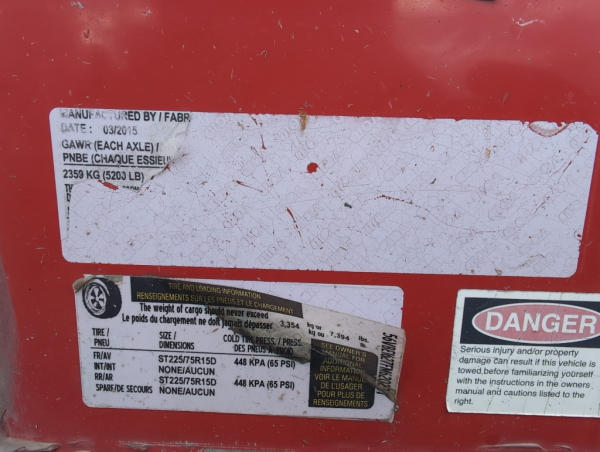 MANUFACTURED BY / FABR
DATE : 03/2015
GAWR (EACH AXLE) /
PNBE (CHAQUE ESSIEU
2359 KG (5200 LB)
TIRE AND LOADING INFORMATION
RENSEIGNEMENTS SUR LES PNEUS ET LE CHARGEMENT
The weight of cargo should never exceed
Le poids du chargement ne doit jamais dépasser 3,354 kg or kg ou 7,394 lbs.
TIRE / PNEU SIZE / DIMENSIONS COLD TIRE PRESS. / PRESS. DES PNEUS A FROID
FR/AV ST225/75R15D 448 KPA (65 PSI)
INT/INT NONE/AUCUN
RR/AR ST225/75R15D 448 KPA (65 PSI)
SPARE/DE SECOURS NONE/AUCUN
SEE OWNER'S
MANUAL FOR
ADDITIONAL
INFORMATION
VOIR LE MANUEL
DE L'USAGER
POUR PLUS DE
RENSEIGNEMENTS
DANGER
Serious injury and/or property
damage can result if this vehicle is
towed before familiarizing yourself
with the instructions in the owners
manual and cautions listed to the
right.